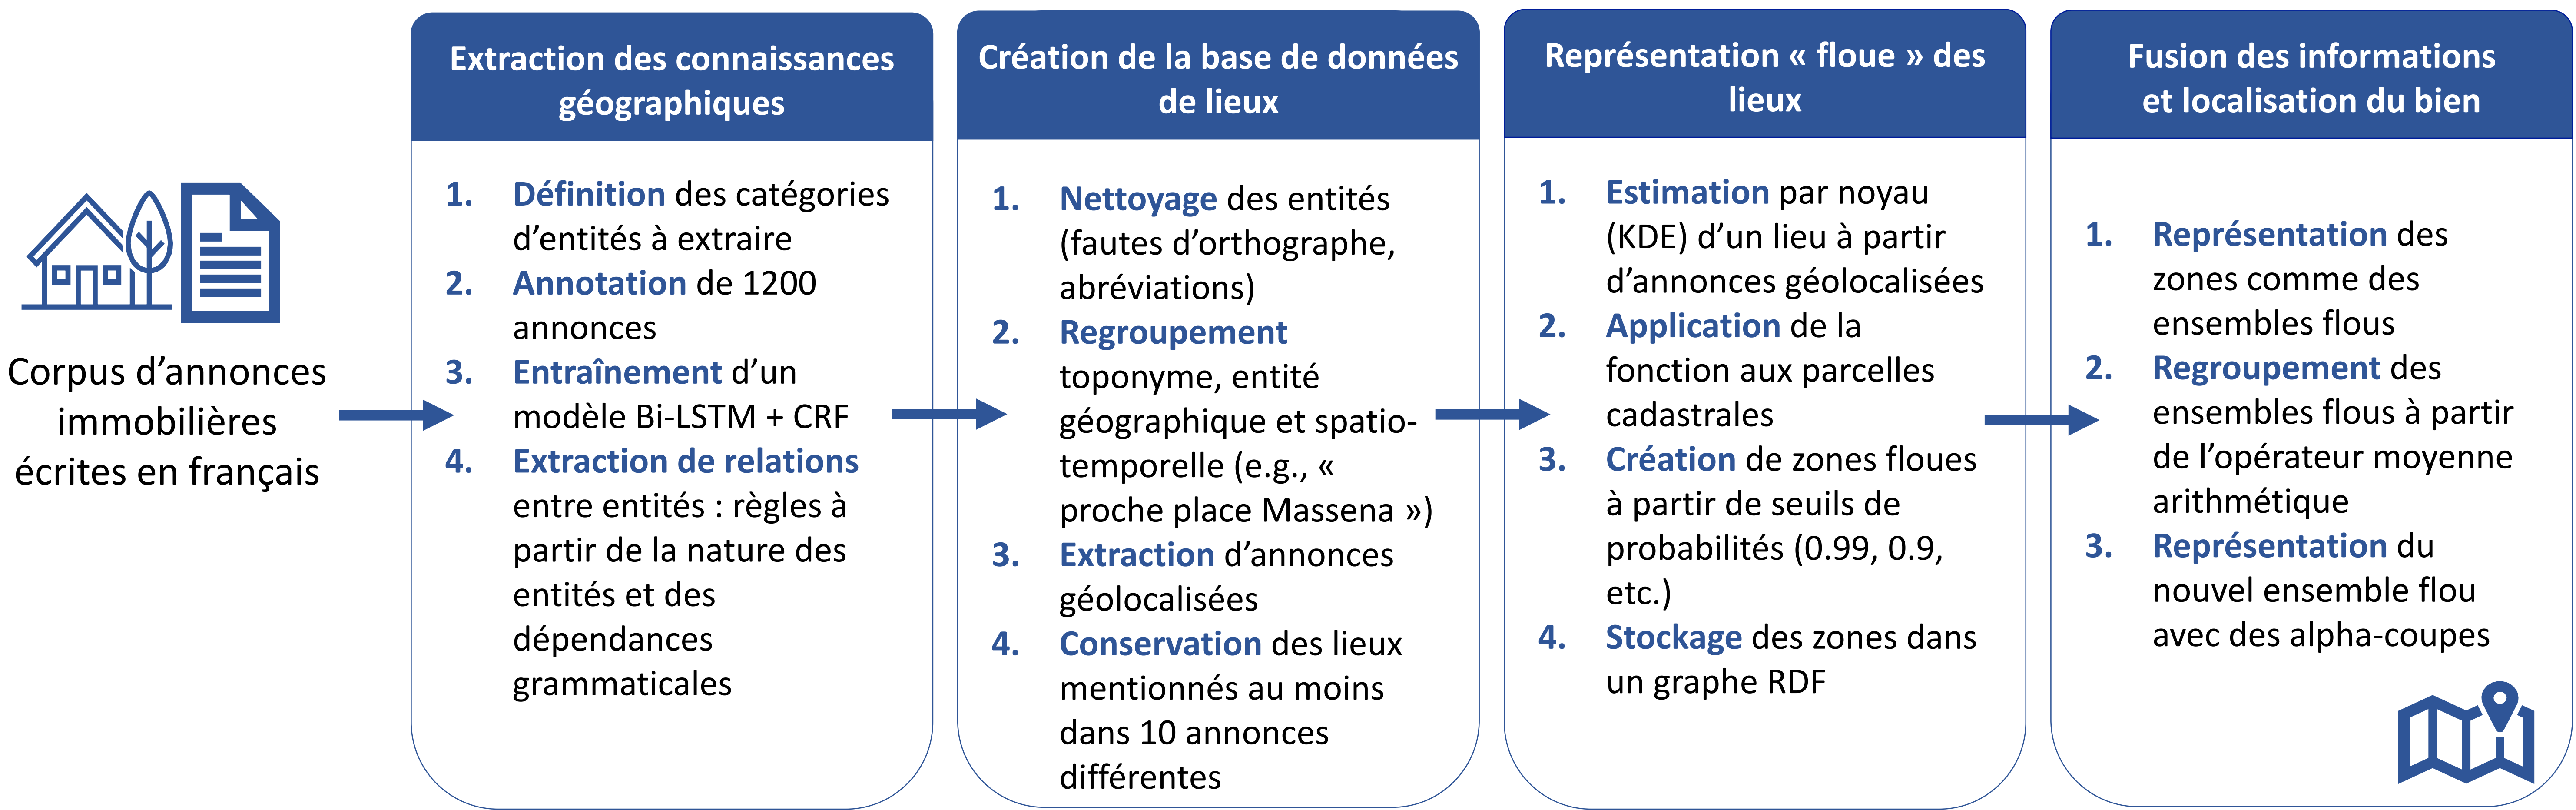 Corpus d’annonces
immobilières
écrites en français
Extraction des connaissances
géographiques
1. Définition des catégories
d’entités à extraire
2. Annotation de 1200
annonces
3. Entraînement d’un
modèle Bi-LSTM + CRF
4. Extraction de relations
entre entités : règles à
partir de la nature des
entités et des
dépendances
grammaticales
Création de la base de données
de lieux
1. Nettoyage des entités
(fautes d’orthographe,
abréviations)
2. Regroupement
toponyme, entité
géographique et spatio-
temporelle (e.g., «
proche place Massena »)
3. Extraction d’annonces
géolocalisées
4. Conservation des lieux
mentionnés au moins
dans 10 annonces
différentes
Représentation « floue » des
lieux
1. Estimation par noyau
(KDE) d’un lieu à partir
d’annonces géolocalisées
2. Application de la
fonction aux parcelles
cadastrales
3. Création de zones floues
à partir de seuils de
probabilités (0.99, 0.9,
etc.)
4. Stockage des zones dans
un graphe RDF
Fusion des informations
et localisation du bien
1. Représentation des
zones comme des
ensembles flous
2. Regroupement des
ensembles flous à partir
de l’opérateur moyenne
arithmétique
3. Représentation du
nouvel ensemble flou
avec des alpha-coupes